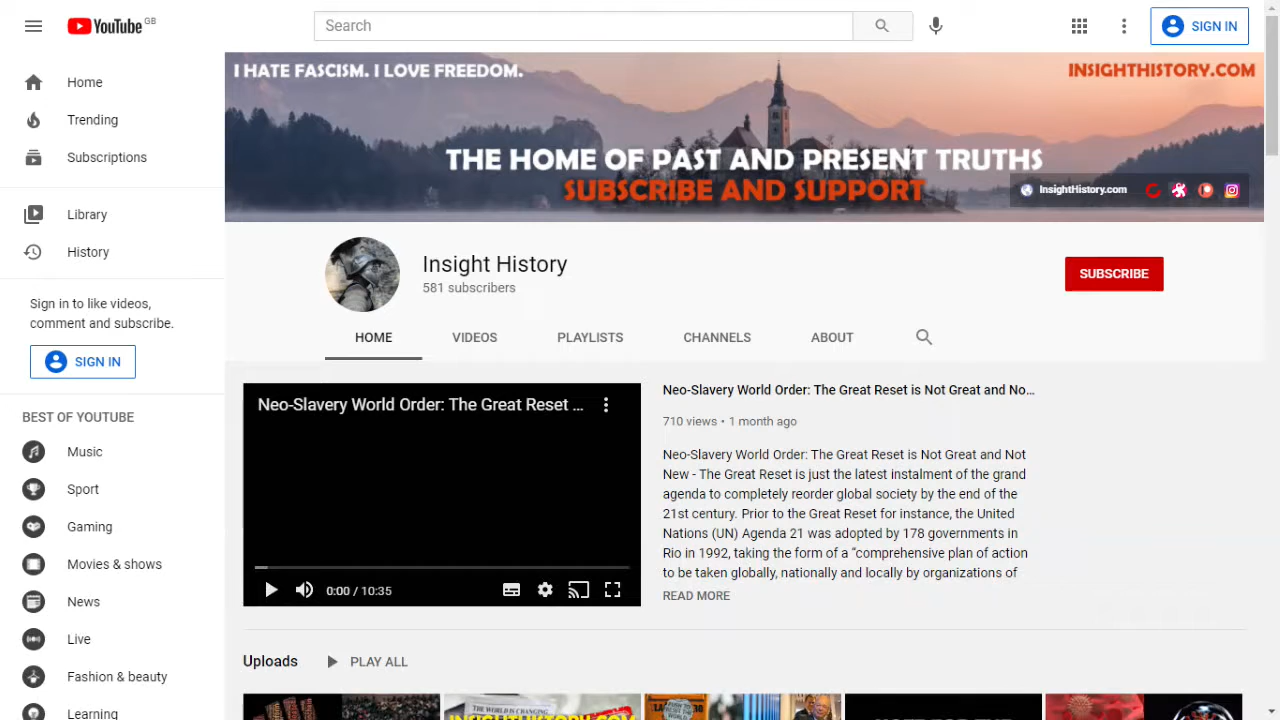 YouTube GB
Search
SIGN IN
Home
Trending
Subscriptions
Library
History
Sign in to like videos,
comment and subscribe.
SIGN IN
BEST OF YOUTUBE
Music
Sport
Gaming
Movies & shows
News
Live
Fashion & beauty
Learning
I HATE FASCISM. I LOVE FREEDOM.
INSIGHTHISTORY.COM
THE HOME OF PAST AND PRESENT TRUTHS
SUBSCRIBE AND SUPPORT
InsightHistory.com
Insight History
581 subscribers
SUBSCRIBE
HOME
VIDEOS
PLAYLISTS
CHANNELS
ABOUT
Neo-Slavery World Order: The Great Reset ...
0:00 / 10:35
Neo-Slavery World Order: The Great Reset is Not Great and No...
710 views • 1 month ago
Neo-Slavery World Order: The Great Reset is Not Great and Not
New - The Great Reset is just the latest instalment of the grand
agenda to completely reorder global society by the end of the
21st century. Prior to the Great Reset for instance, the United
Nations (UN) Agenda 21 was adopted by 178 governments in
Rio in 1992, taking the form of a “comprehensive plan of action
to be taken globally, nationally and locally by organizations of
READ MORE
Uploads
PLAY ALL
THE WORLD IS CHANGING
INSIGHTHISTORY.COM